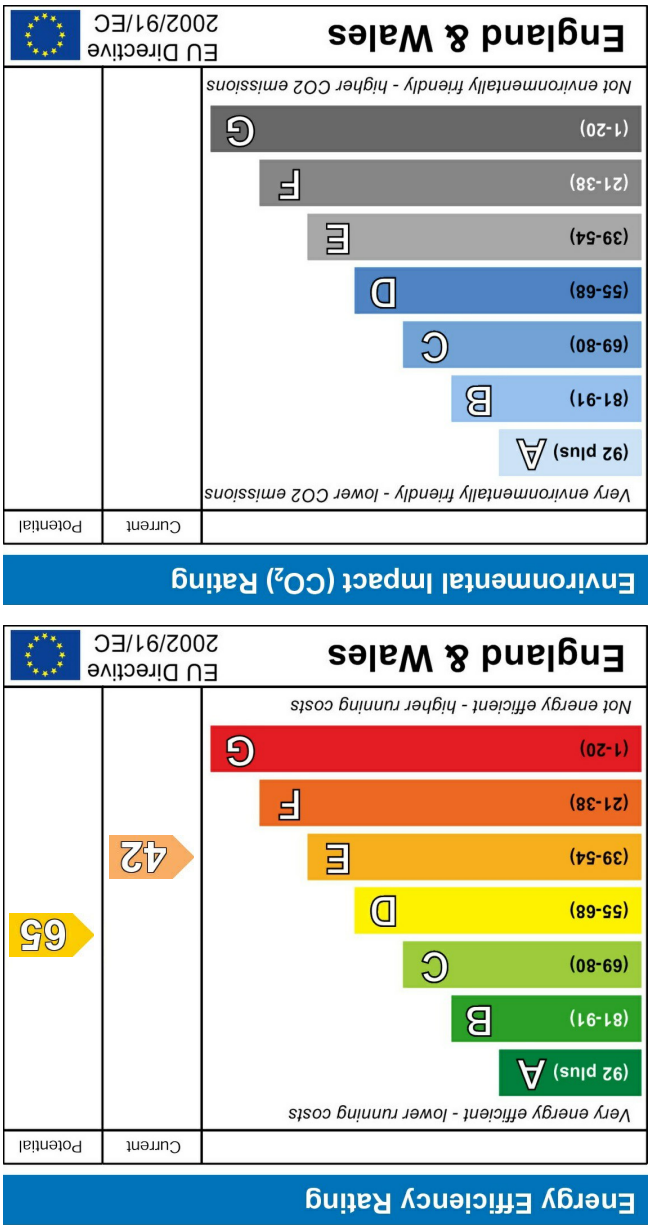 Energy Efficiency Rating
Current Potential
Very energy efficient - lower running costs
(92 plus) A
(81-91) B
(69-80) C
(55-68) D
(39-54) E
(21-38) F
(1-20) G
42
65
Not energy efficient - higher running costs
England & Wales
EU Directive
2002/91/EC
Environmental Impact (CO₂) Rating
Current Potential
Very environmentally friendly - lower CO2 emissions
(92 plus) A
(81-91) B
(69-80) C
(55-68) D
(39-54) E
(21-38) F
(1-20) G
Not environmentally friendly - higher CO2 emissions
England & Wales
EU Directive
2002/91/EC